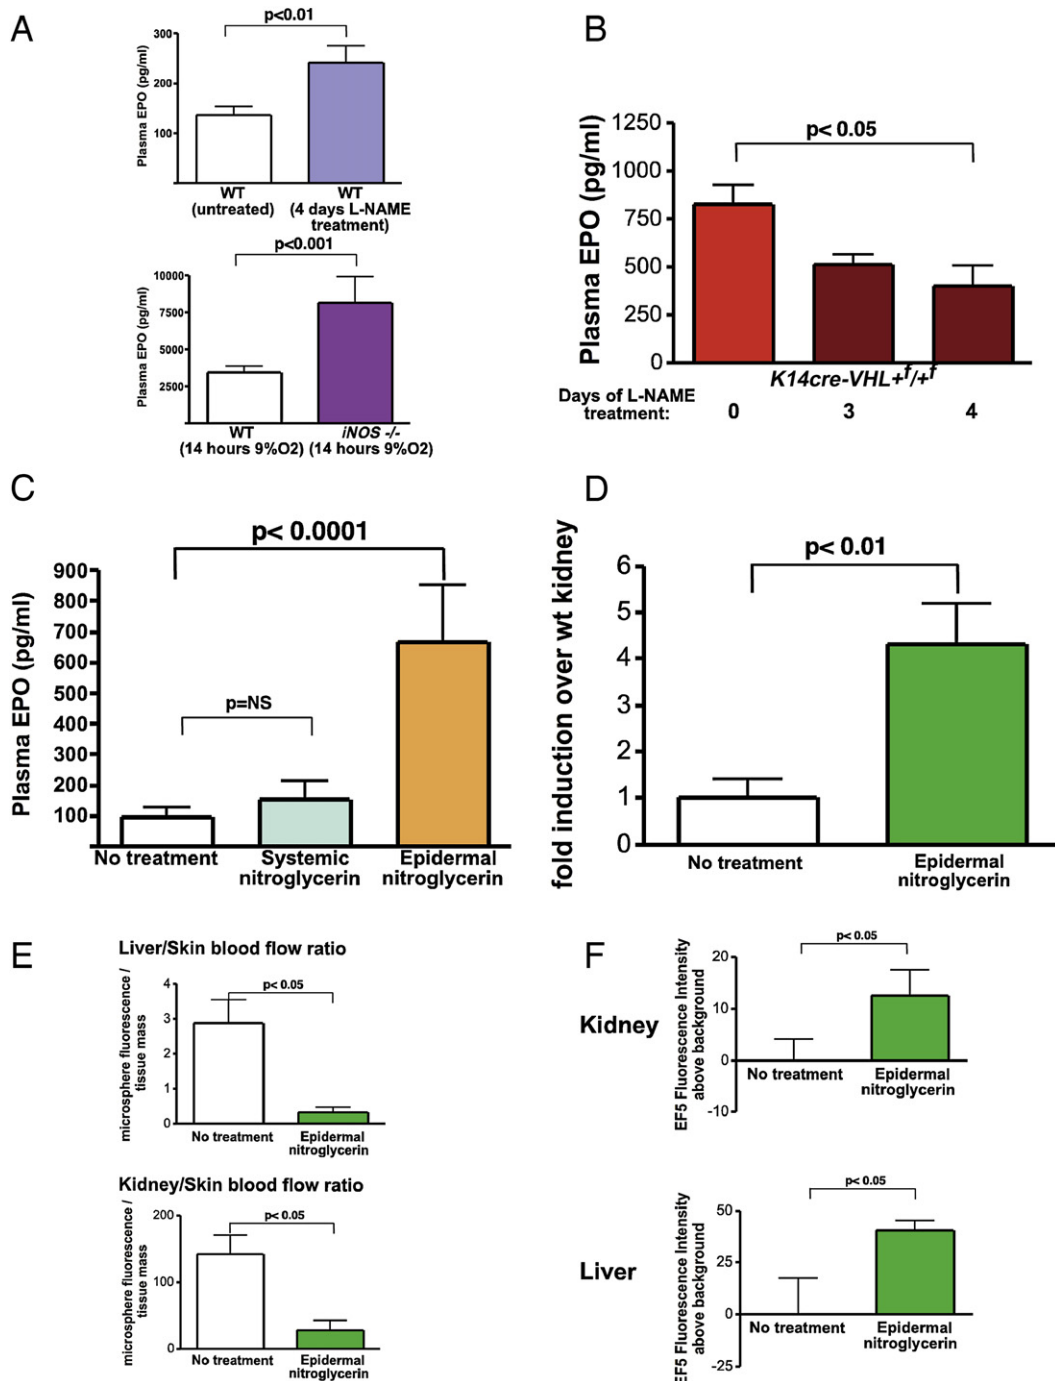 A
p<0.01
Plasma EPO (pg/ml)
300
200
100
WT
(untreated)
WT
(4 days L-NAME
treatment)
p<0.001
Plasma EPO (pg/ml)
10000
7500
5000
2500
WT
(14 hours 9%O2)
iNOS -/-
(14 hours 9%O2)
B
p< 0.05
Plasma EPO (pg/ml)
1250
1000
750
500
250
0
K14cre-VHL+f/+f
Days of L-NAME
treatment:
0
3
4
C
p< 0.0001
p=NS
Plasma EPO (pg/ml)
900
800
700
600
500
400
300
200
100
No treatment
Systemic
nitroglycerin
Epidermal
nitroglycerin
D
p< 0.01
fold induction over wt kidney
6
5
4
3
2
1
0
No treatment
Epidermal
nitroglycerin
E
Liver/Skin blood flow ratio
p< 0.05
microsphere fluorescence /
tissue mass
4
3
2
1
0
No treatment
Epidermal
nitroglycerin
Kidney/Skin blood flow ratio
p< 0.05
microsphere fluorescence /
tissue mass
200
100
0
No treatment
Epidermal
nitroglycerin
F
Kidney
p< 0.05
EF5 Fluorescence Intensity
above background
20
10
0
-10
No treatment
Epidermal
nitroglycerin
Liver
p< 0.05
EF5 Fluorescence Intensity
above background
50
25
0
-25
No treatment
Epidermal
nitroglycerin